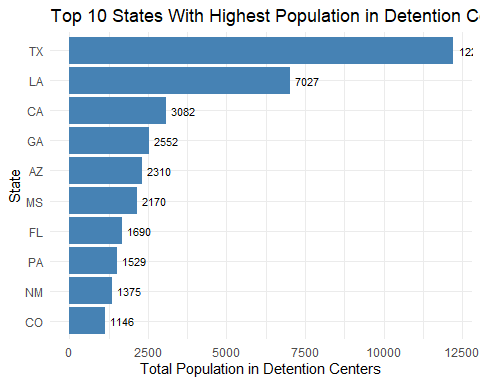 Top 10 States With Highest Population in Detention C
TX
LA
7027
CA
3082
GA
2552
AZ
2310
MS
2170
FL
1690
PA
1529
NM
1375
CO
1146
State
0 2500 5000 7500 10000 12500
Total Population in Detention Centers